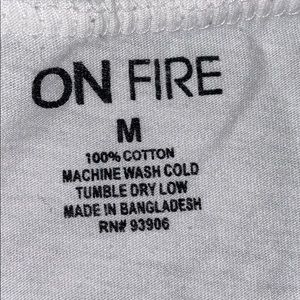 ON FIRE
M
100% COTTON
MACHINE WASH COLD
TUMBLE DRY LOW
MADE IN BANGLADESH
RN# 93906